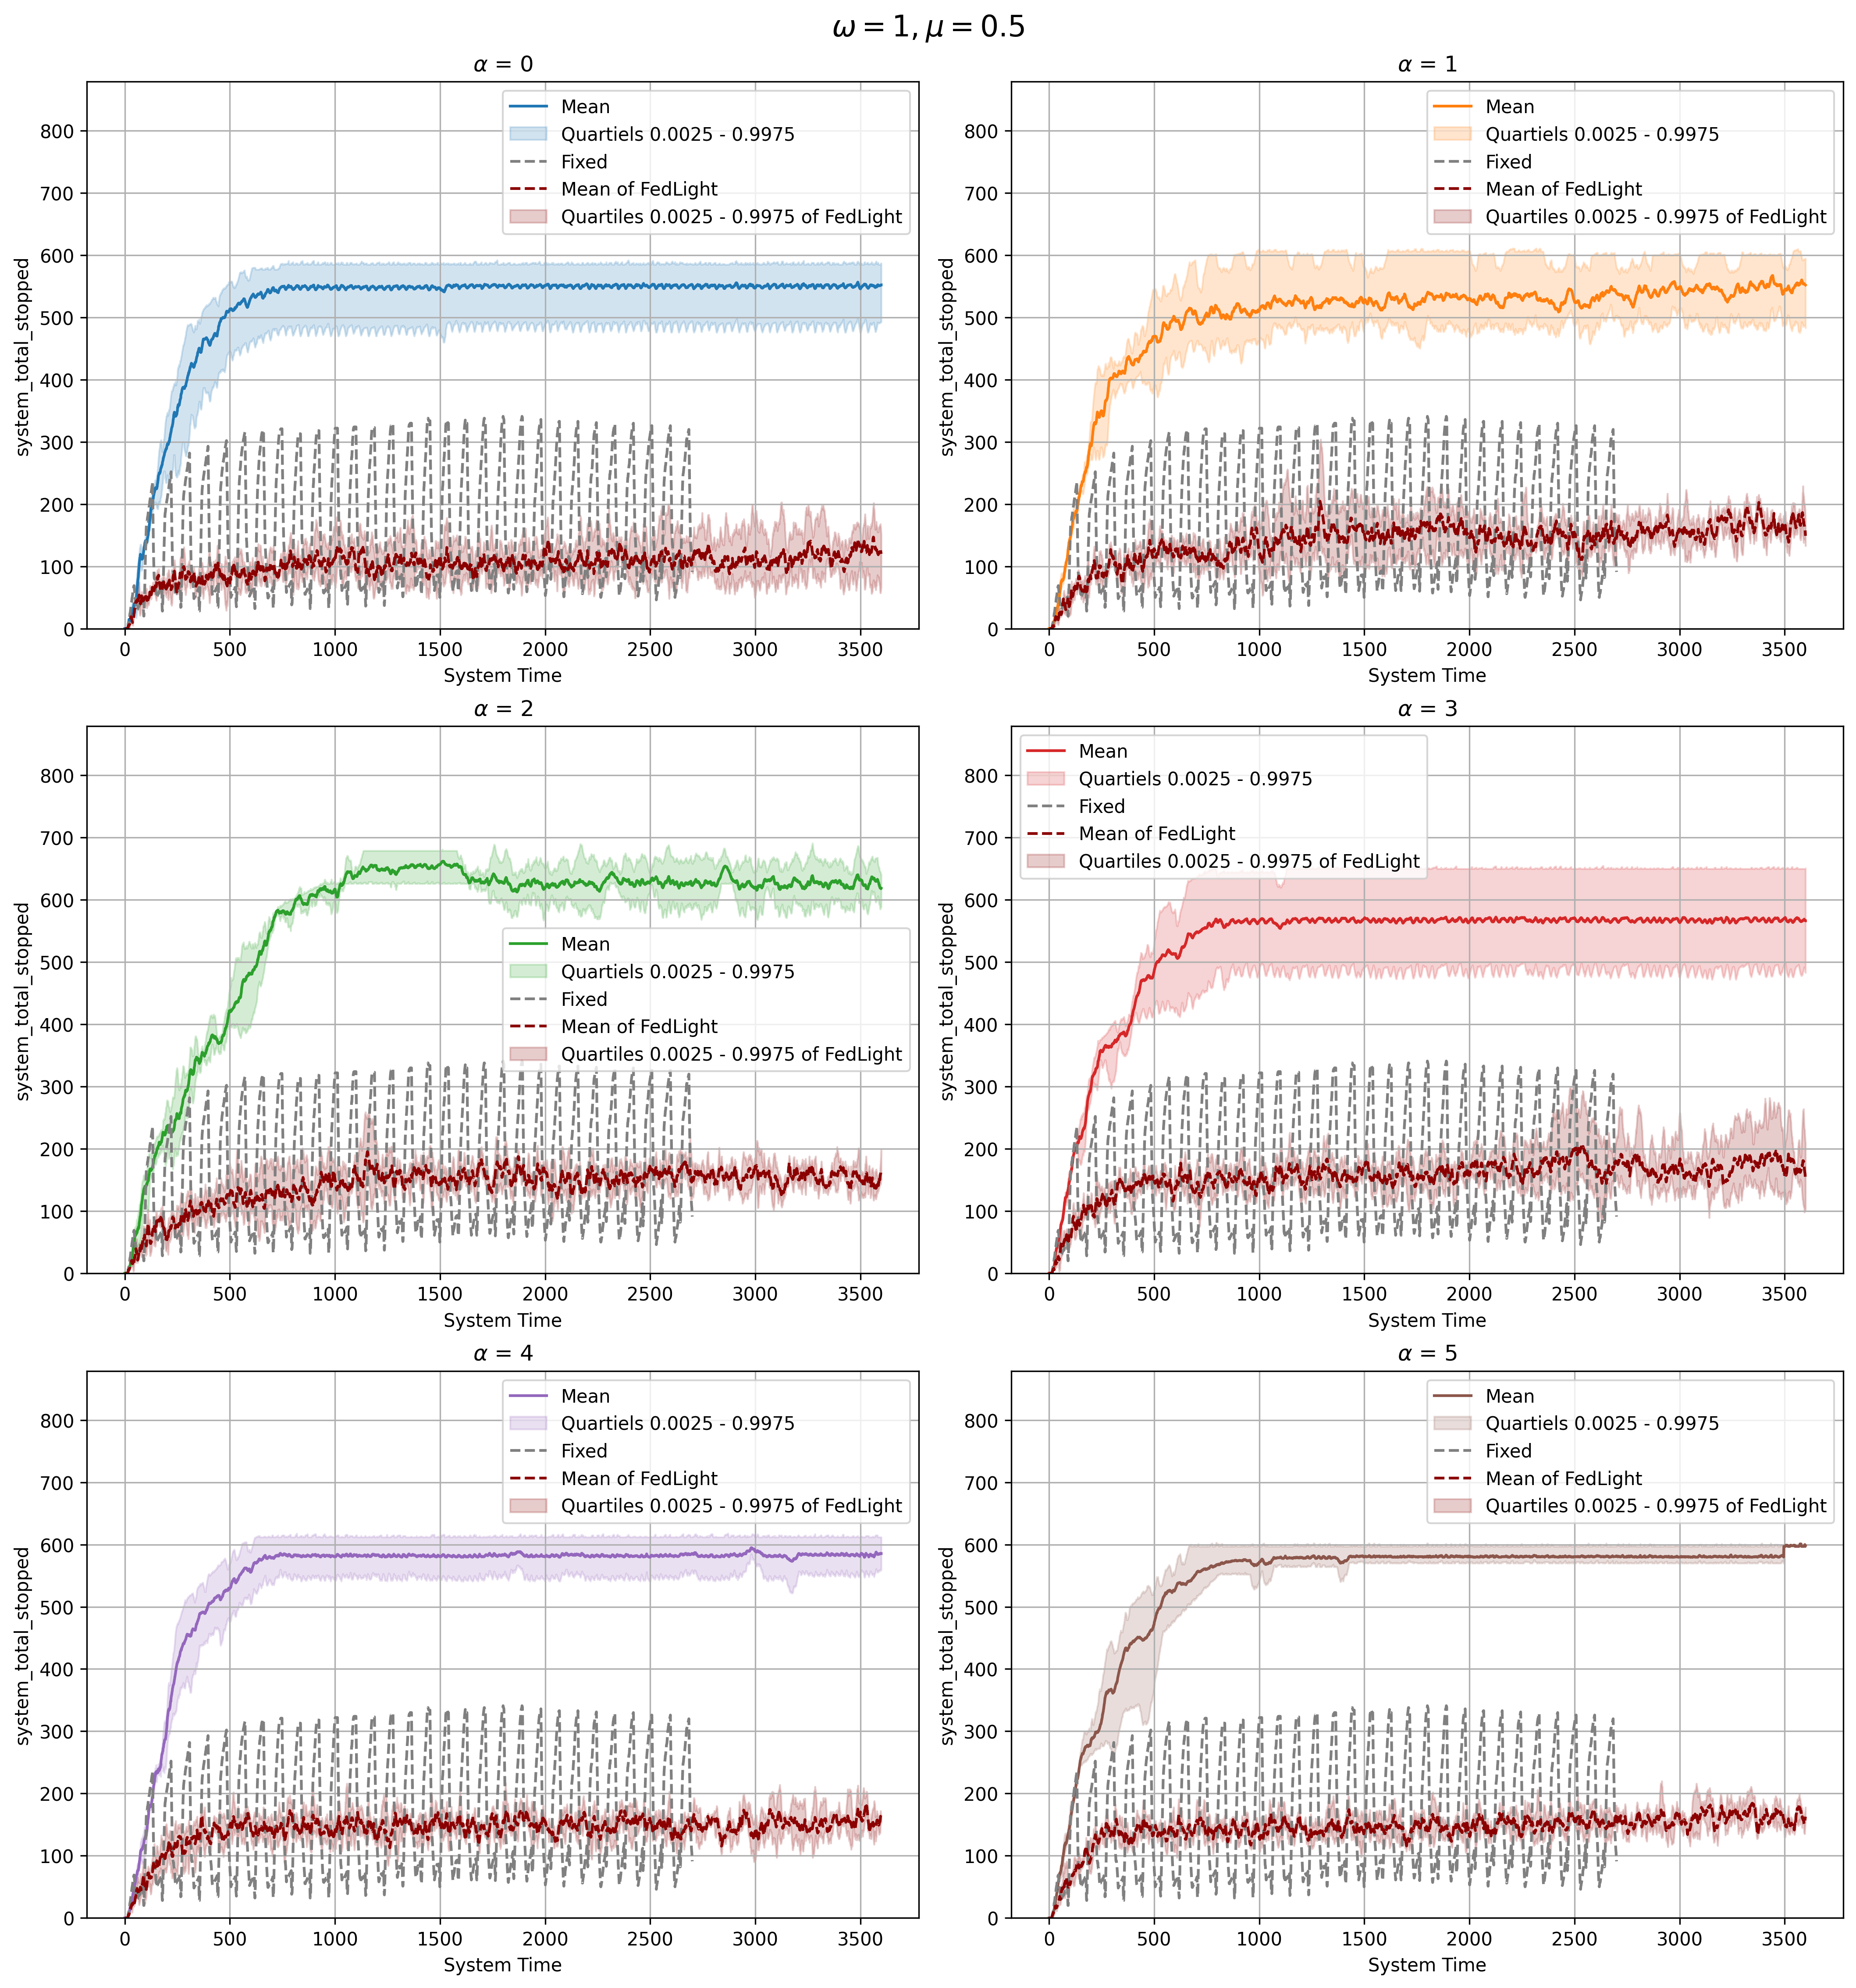 ω = 1, μ = 0.5
α = 0
Mean
Quartiels 0.0025 - 0.9975
Fixed
Mean of FedLight
Quartiles 0.0025 - 0.9975 of FedLight
system_total_stopped
800
700
600
500
400
300
200
100
0
0 500 1000 1500 2000 2500 3000 3500
System Time
α = 1
Mean
Quartiels 0.0025 - 0.9975
Fixed
Mean of FedLight
Quartiles 0.0025 - 0.9975 of FedLight
system_total_stopped
800
700
600
500
400
300
200
100
0
0 500 1000 1500 2000 2500 3000 3500
System Time
α = 2
Mean
Quartiels 0.0025 - 0.9975
Fixed
Mean of FedLight
Quartiles 0.0025 - 0.9975 of FedLight
system_total_stopped
800
700
600
500
400
300
200
100
0
0 500 1000 1500 2000 2500 3000 3500
System Time
α = 3
Mean
Quartiels 0.0025 - 0.9975
Fixed
Mean of FedLight
Quartiles 0.0025 - 0.9975 of FedLight
system_total_stopped
800
700
600
500
400
300
200
100
0
0 500 1000 1500 2000 2500 3000 3500
System Time
α = 4
Mean
Quartiels 0.0025 - 0.9975
Fixed
Mean of FedLight
Quartiles 0.0025 - 0.9975 of FedLight
system_total_stopped
800
700
600
500
400
300
200
100
0
0 500 1000 1500 2000 2500 3000 3500
System Time
α = 5
Mean
Quartiels 0.0025 - 0.9975
Fixed
Mean of FedLight
Quartiles 0.0025 - 0.9975 of FedLight
system_total_stopped
800
700
600
500
400
300
200
100
0
0 500 1000 1500 2000 2500 3000 3500
System Time